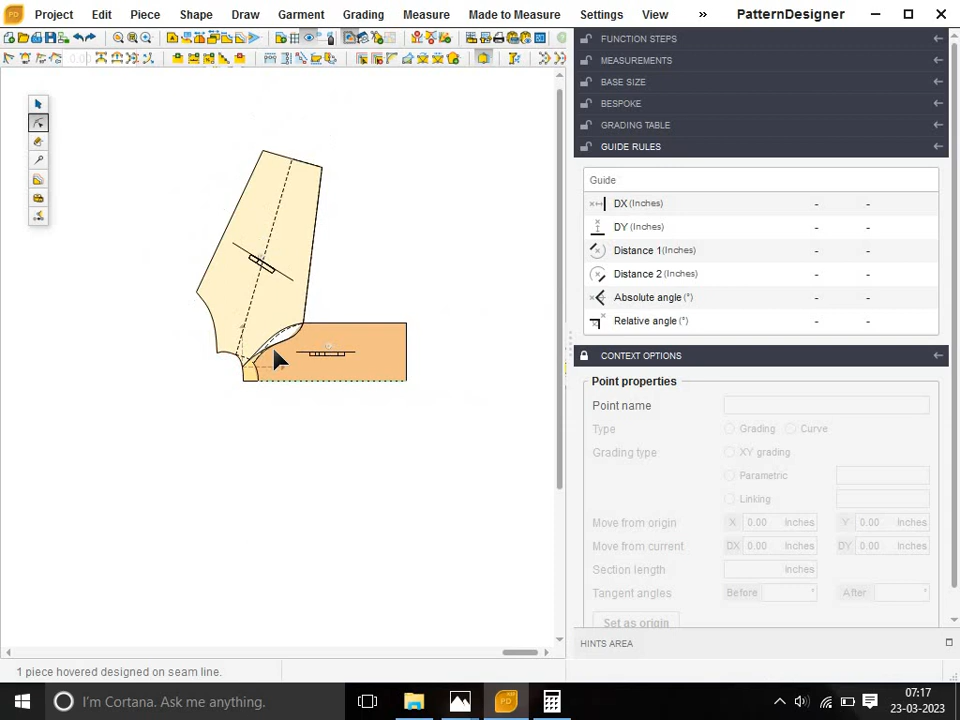 Project Edit Piece Shape Draw Garment Grading Measure Made to Measure Settings View » PatternDesigner
FUNCTION STEPS
MEASUREMENTS
BASE SIZE
BESPOKE
GRADING TABLE
GUIDE RULES
Guide
DX (Inches) - -
DY (Inches) - -
Distance 1 (Inches) - -
Distance 2 (Inches) - -
Absolute angle (°) - -
Relative angle (°) - -
CONTEXT OPTIONS
Point properties
Point name
Type Grading Curve
Grading type XY grading
Parametric
Linking
Move from origin X 0.00 Inches Y 0.00 Inches
Move from current DX 0.00 Inches DY 0.00 Inches
Section length inches
Tangent angles Before ° After °
Set as origin
HINTS AREA
1 piece hovered designed on seam line.
I'm Cortana. Ask me anything.
07:17
23-03-2023